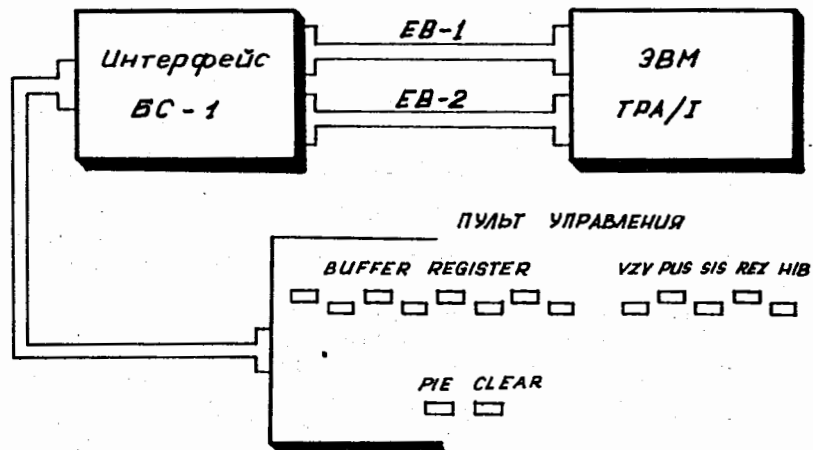 Интерфейс
БС-1
ЕВ-1
ЕВ-2
ЭВМ
ТРА/I
ПУЛЬТ УПРАВЛЕНИЯ
BUFFER REGISTER
VZY PUS SIS REZ HIB
PIE CLEAR